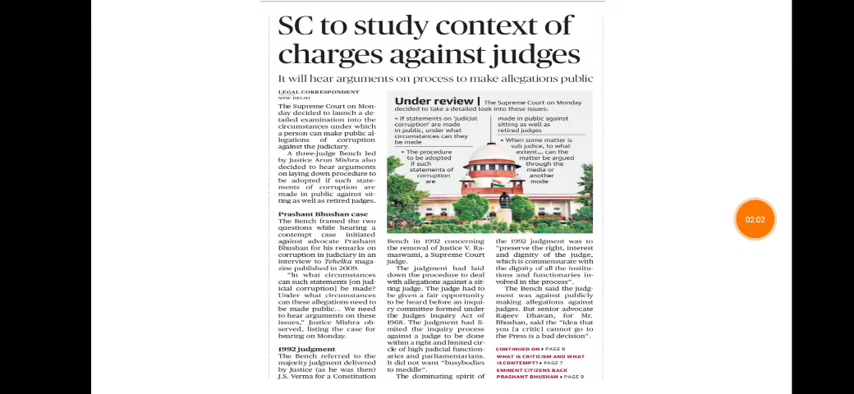 SC to study context of
charges against judges
It will hear arguments on process to make allegations public
LEGAL CORRESPONDENT
NEW DELHI
The Supreme Court on Mon-
day decided to launch a de-
tailed examination into the
circumstances under which
a person can make public al-
legations of corruption
against the judiciary.
A three-judge Bench led
by Justice Arun Mishra also
decided to hear arguments
on laying down procedure to
be adopted if such state-
ments of corruption are
made in public against sit-
ting as well as retired judges.
Prashant Bhushan case
The Bench framed the two
questions while hearing a
contempt case initiated
against advocate Prashant
Bhushan for his remarks on
corruption in judiciary in an
interview to Tehelka maga-
zine published in 2009.
"In what circumstances
can such statements [on jud-
icial corruption] be made?
Under what circumstances
can these allegations need to
be made public... We need
to hear arguments on these
issues," Justice Mishra ob-
served, listing the case for
hearing on Monday.
1992 judgment
The Bench referred to the
majority judgment delivered
by Justice (as he was then)
J.S. Verma for a Constitution
Under review | The Supreme Court on Monday
decided to take a detailed look into these issues:
• If statements on 'judicial
corruption' are made
in public, under what
circumstances can they
be made
• The procedure
to be adopted
if such
statements of
corruption
are
made in public against
sitting as well as
retired judges
• When some matter is
sub judice, to what
extent... can the
matter be argued
through the
media or
another
mode
Bench in 1992 concerning
the removal of Justice V. Ra-
maswami, a Supreme Court
judge.
The judgment had laid
down the procedure to deal
with allegations against a sit-
ting judge. The judge had to
be given a fair opportunity
to be heard before an inqui-
ry committee formed under
the Judges Inquiry Act of
1968. The judgment had li-
mited the inquiry process
against a judge to be done
within a tight and limited cir-
cle of high judicial function-
aries and parliamentarians.
It did not want "busybodies
to meddle".
The dominating spirit of
the 1992 judgment was to
"preserve the right, interest
and dignity of the judge,
which is commensurate with
the dignity of all the institu-
tions and functionaries in-
volved in the process".
The Bench said the judg-
ment was against publicly
making allegations against
judges. But senior advocate
Rajeev Dhavan, for Mr.
Bhushan, said the "idea that
you [a critic] cannot go to
the Press is a bad decision".
CONTINUED ON ▸ PAGE 8
WHAT IS CRITICISM AND WHAT
IS CONTEMPT? ▸ PAGE 7
EMINENT CITIZENS BACK
PRASHANT BHUSHAN ▸ PAGE 9
02:02